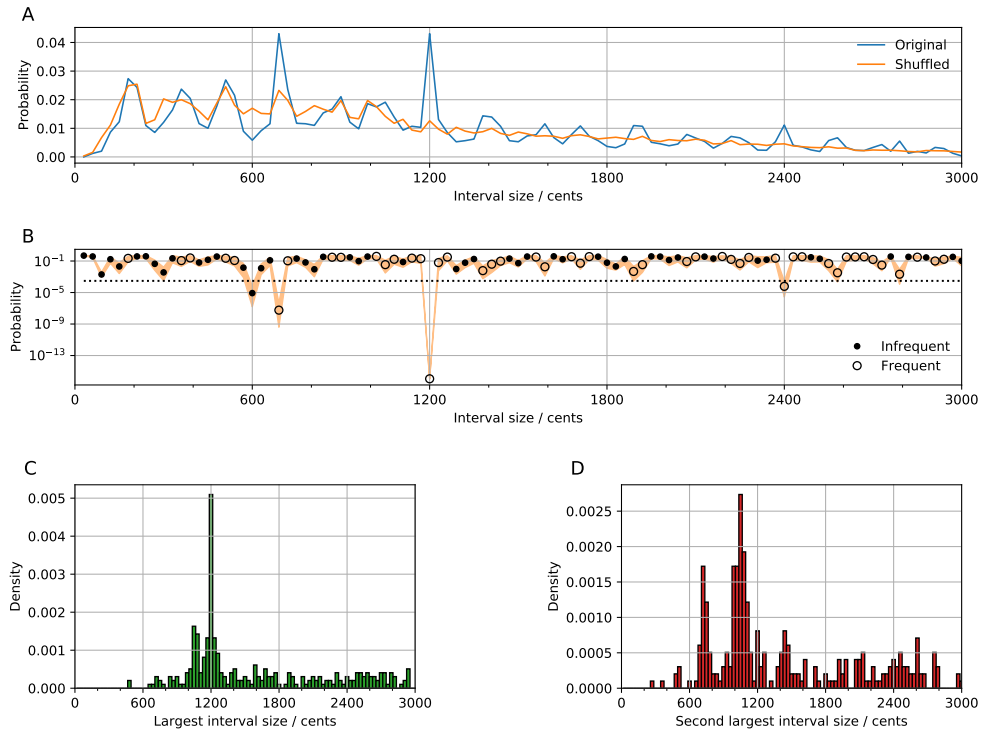 A
Probability
0.04
0.03
0.02
0.01
0.00
Original
Shuffled
0 600 1200 1800 2400 3000
Interval size / cents
B
Probability
10⁻¹
10⁻⁵
10⁻⁹
10⁻¹³
Infrequent
Frequent
0 600 1200 1800 2400 3000
Interval size / cents
C
Density
0.005
0.004
0.003
0.002
0.001
0.000
0 600 1200 1800 2400 3000
Largest interval size / cents
D
Density
0.0025
0.0020
0.0015
0.0010
0.0005
0.0000
0 600 1200 1800 2400 3000
Second largest interval size / cents